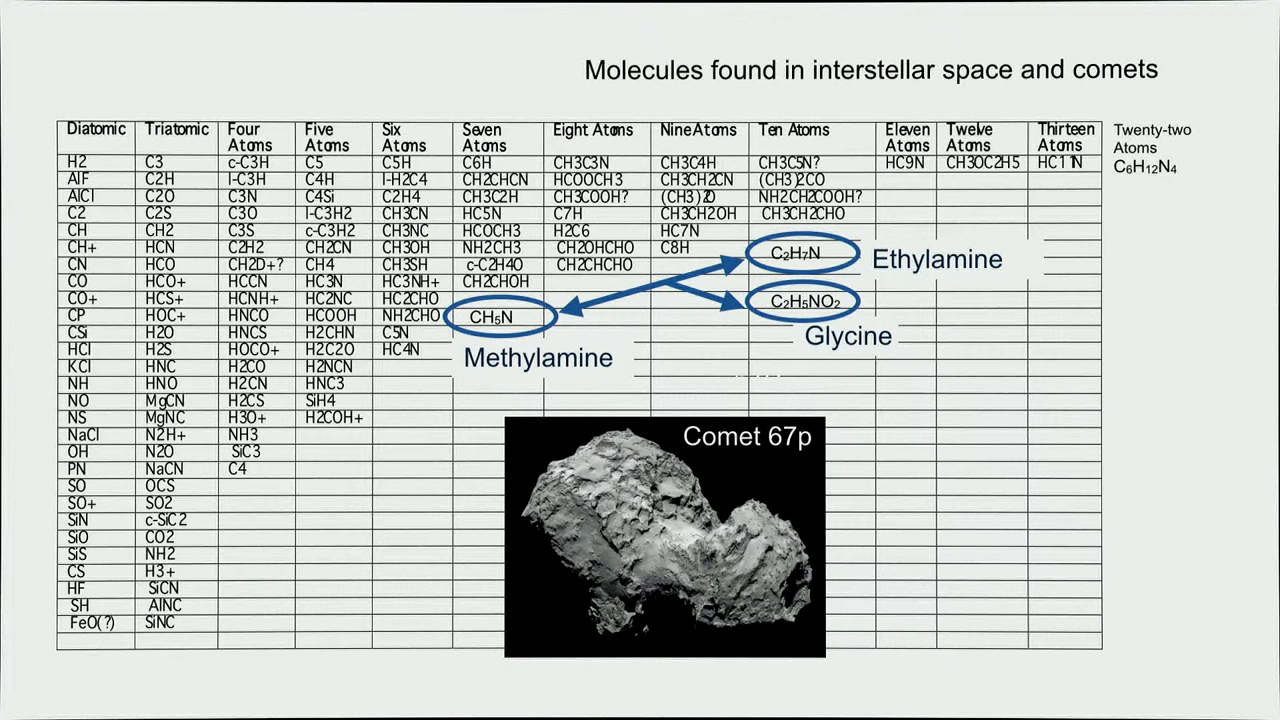 Molecules found in interstellar space and comets
Diatomic Triatomic Four Atoms Five Atoms Six Atoms Seven Atoms Eight Atoms Nine Atoms Ten Atoms Eleven Atoms Twelve Atoms Thirteen Atoms Twenty-two Atoms
H2 C3 c-C3H C5 C5H C6H CH3C3N CH3C4H CH3C5N? HC9N CH3OC2H5 HC11N C₆H₁₂N₄
AlF C2H l-C3H C4H l-H2C4 CH2CHCN HCOOCH3 CH3CH2CN (CH3)2CO
AlCl C2O C3N C4Si C2H4 CH3C2H CH3COOH? (CH3)2O NH2CH2COOH?
C2 C2S C3O l-C3H2 CH3CN HC5N C7H CH3CH2OH CH3CH2CHO
CH CH2 C3S c-C3H2 CH3NC HCOCH3 H2C6 HC7N
CH+ HCN C2H2 CH2CN CH3OH NH2CH3 CH2OHCHO C8H C₂H₇N Ethylamine
CN HCO CH2D+? CH4 CH3SH c-C2H4O CH2CHCHO
CO HCO+ HCCN HC3N HC3NH+ CH2CHOH
CO+ HCS+ HCNH+ HC2NC HC2CHO C₂H₅NO₂
CP HOC+ HNCO HCOOH NH2CHO CH₅N
CSi H2O HNCS H2CHN C5N Glycine
HCl H2S HOCO+ H2C2O HC4N Methylamine
KCl HNC H2CO H2NCN
NH HNO H2CN HNC3
NO MgCN H2CS SiH4
NS MgNC H3O+ H2COH+
NaCl N2H+ NH3 Comet 67p
OH N2O SiC3
PN NaCN C4
SO OCS
SO+ SO2
SiN c-SiC2
SiO CO2
SiS NH2
CS H3+
HF SiCN
SH AlNC
FeO(?) SiNC